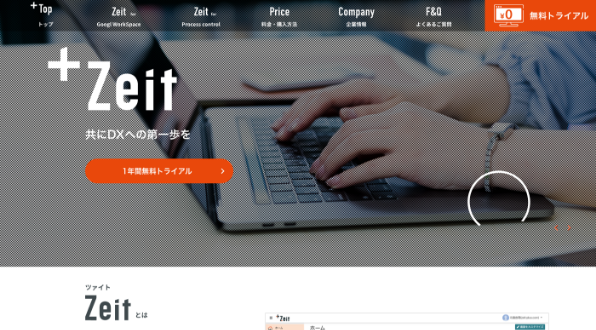 +Top
トップ
Zeit for
Googl WorkSpace
Zeit for
Process control
Price
料金・購入方法
Company
企業情報
F&Q
よくあるご質問
¥0
無料トライアル
+Zeit
共にDXへの第一歩を
1年間無料トライアル
ツァイト
Zeit とは
+Zeit
ホーム